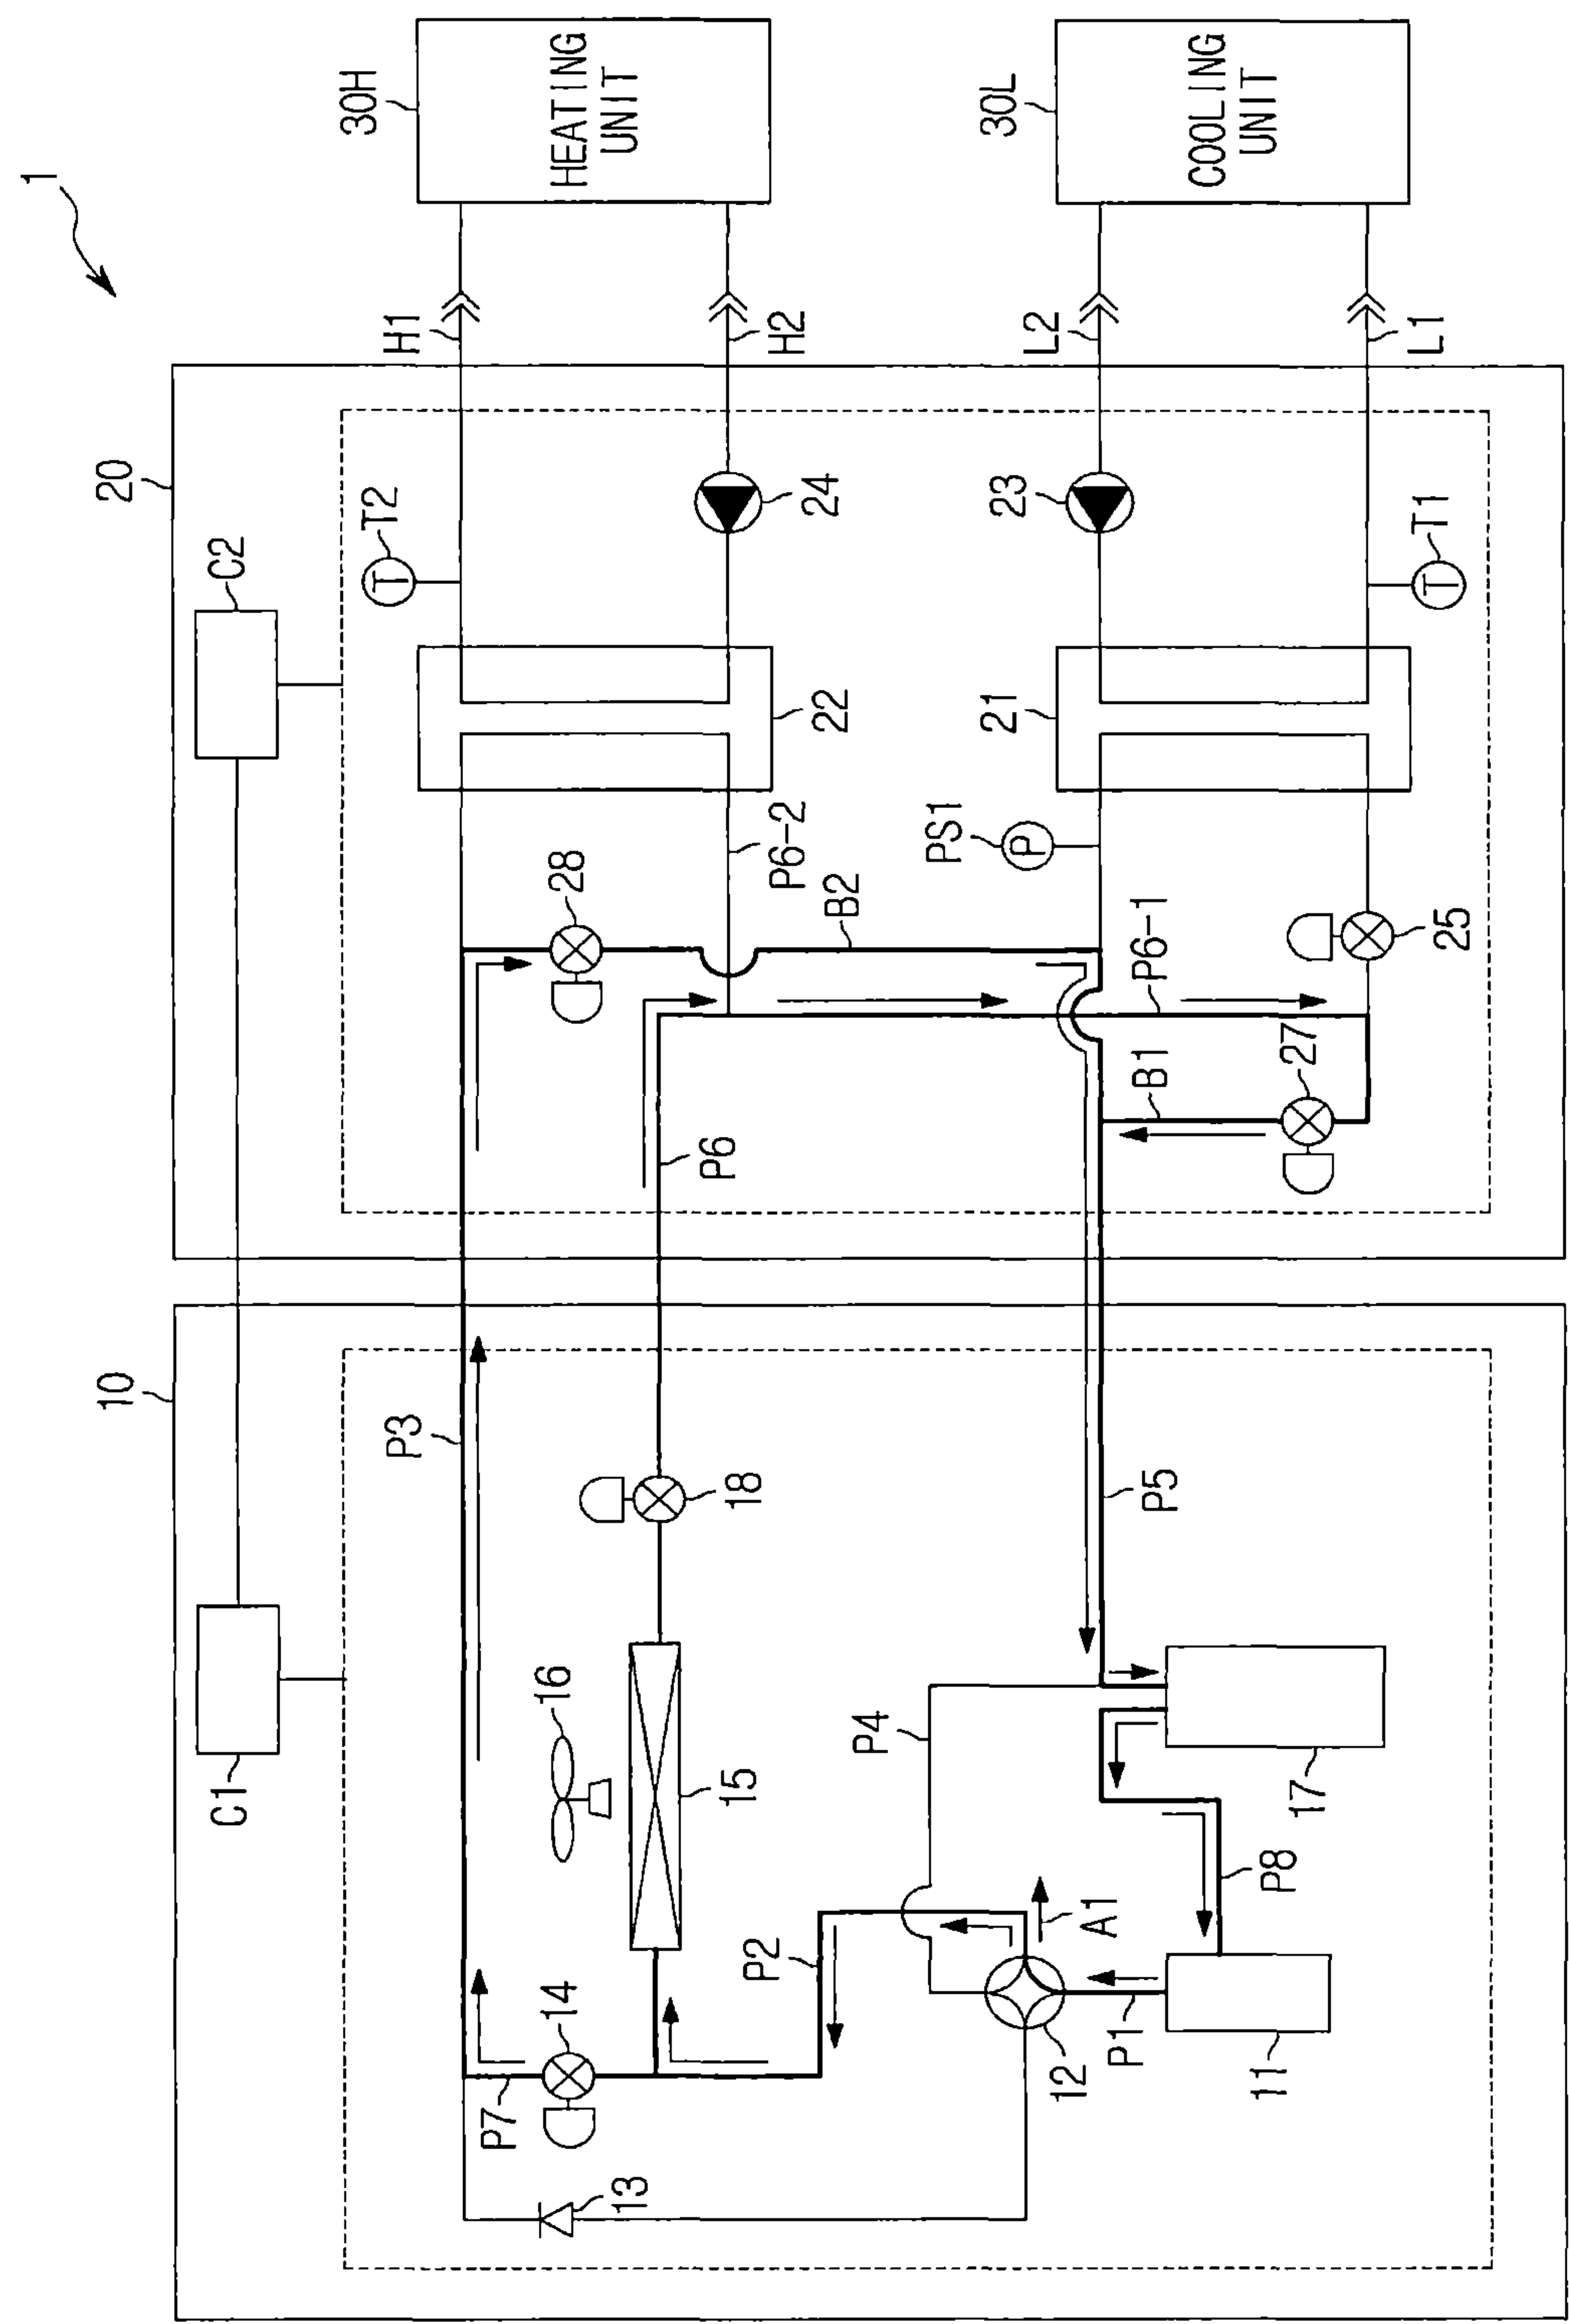 1
30H
HEATING
UNIT
30L
COOLING
UNIT
H1
H2
L2
L1
20
C2
T2
T
24
23
T1
T
22
21
P6-2
PS1
P
28
B2
P6-1
25
B1
27
P6
10
P3
C1
18
P5
16
15
P4
17
P8
A1
P2
14
P7
12
P1
11
13